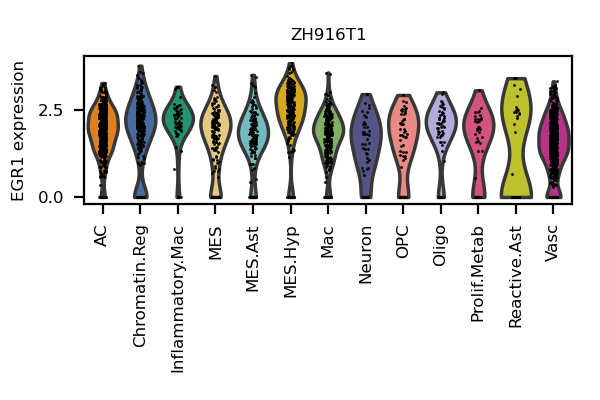 ZH916T1
EGR1 expression
2.5
0.0
AC
Chromatin.Reg
Inflammatory.Mac
MES
MES.Ast
MES.Hyp
Mac
Neuron
OPC
Oligo
Prolif.Metab
Reactive.Ast
Vasc